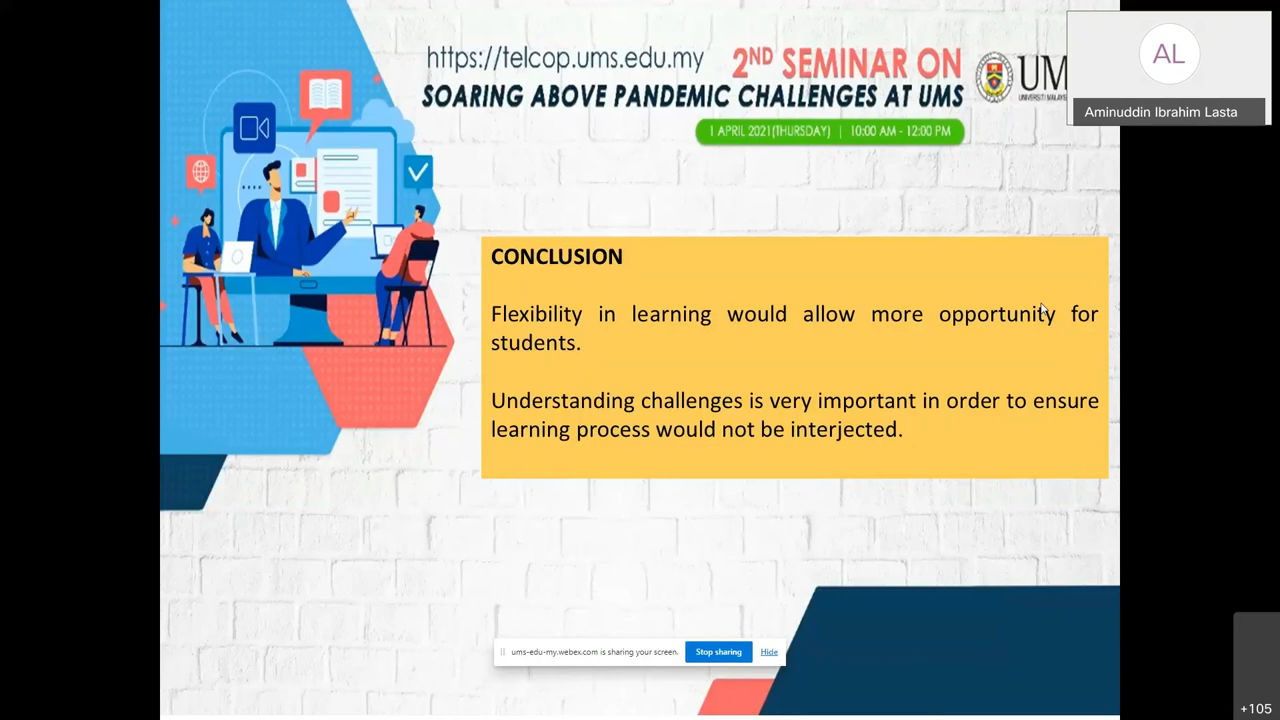 https://telcop.ums.edu.my
2ND SEMINAR ON
SOARING ABOVE PANDEMIC CHALLENGES AT UMS
1 APRIL 2021(THURSDAY) | 10:00 AM - 12:00 PM
UM
AL
Aminuddin Ibrahim Lasta
CONCLUSION
Flexibility in learning would allow more opportunity for
students.
Understanding challenges is very important in order to ensure
learning process would not be interjected.
ums-edu-my.webex.com is sharing your screen.
Stop sharing
Hide
+105